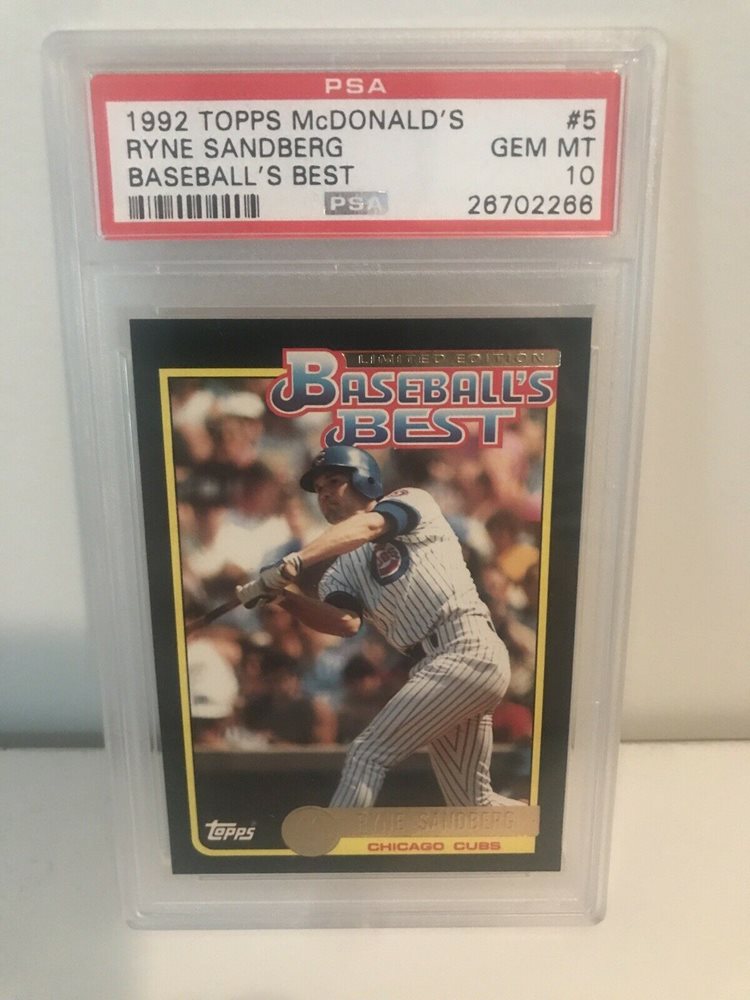 PSA
1992 TOPPS McDONALD'S #5
RYNE SANDBERG GEM MT
BASEBALL'S BEST 10
PSA 26702266
LIMITED EDITION
BASEBALL'S
BEST
CUBS
TOPPS
RYNE SANDBERG
CHICAGO CUBS